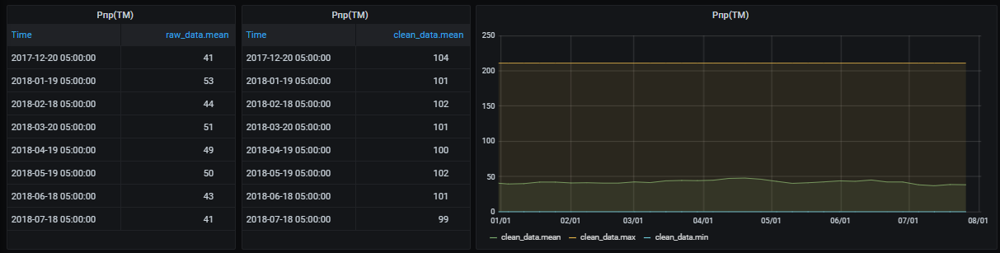 Рпр(ТМ)
Time raw_data.mean
2017-12-20 05:00:00 41
2018-01-19 05:00:00 53
2018-02-18 05:00:00 44
2018-03-20 05:00:00 51
2018-04-19 05:00:00 49
2018-05-19 05:00:00 50
2018-06-18 05:00:00 43
2018-07-18 05:00:00 41
Рпр(ТМ)
Time clean_data.mean
2017-12-20 05:00:00 104
2018-01-19 05:00:00 101
2018-02-18 05:00:00 102
2018-03-20 05:00:00 101
2018-04-19 05:00:00 100
2018-05-19 05:00:00 102
2018-06-18 05:00:00 101
2018-07-18 05:00:00 99
Рпр(ТМ)
250
200
150
100
50
0
01/01 02/01 03/01 04/01 05/01 06/01 07/01 08/01
clean_data.mean clean_data.max clean_data.min